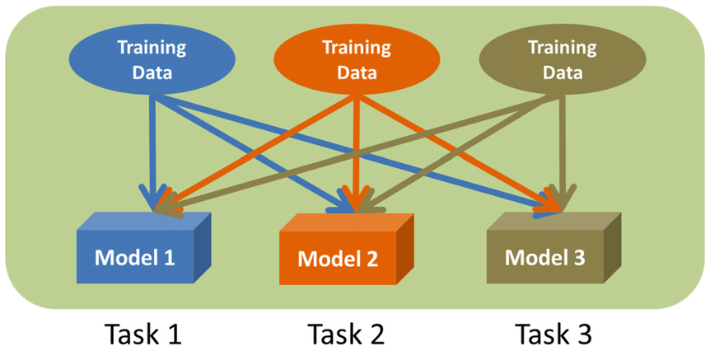 Training
Data
Training
Data
Training
Data
Model 1
Model 2
Model 3
Task 1
Task 2
Task 3